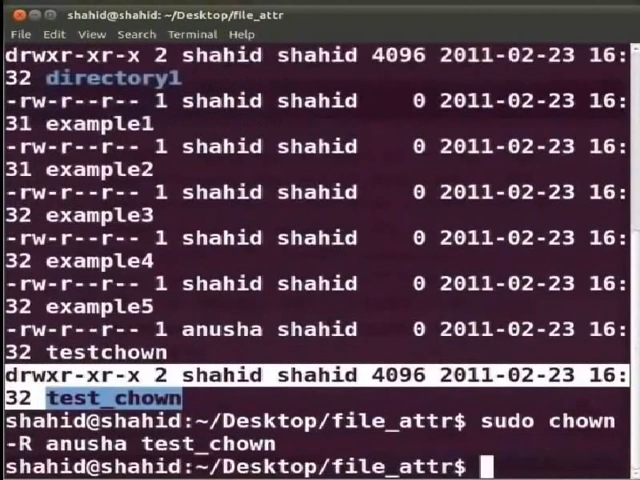 shahid@shahid: ~/Desktop/file_attr
File Edit View Search Terminal Help
drwxr-xr-x 2 shahid shahid 4096 2011-02-23 16:
32 directory1
-rw-r--r-- 1 shahid shahid    0 2011-02-23 16:
31 example1
-rw-r--r-- 1 shahid shahid    0 2011-02-23 16:
31 example2
-rw-r--r-- 1 shahid shahid    0 2011-02-23 16:
32 example3
-rw-r--r-- 1 shahid shahid    0 2011-02-23 16:
32 example4
-rw-r--r-- 1 shahid shahid    0 2011-02-23 16:
32 example5
-rw-r--r-- 1 anusha shahid    0 2011-02-23 16:
32 testchown
drwxr-xr-x 2 shahid shahid 4096 2011-02-23 16:
32 test_chown
shahid@shahid:~/Desktop/file_attr$ sudo chown
-R anusha test_chown
shahid@shahid:~/Desktop/file_attr$